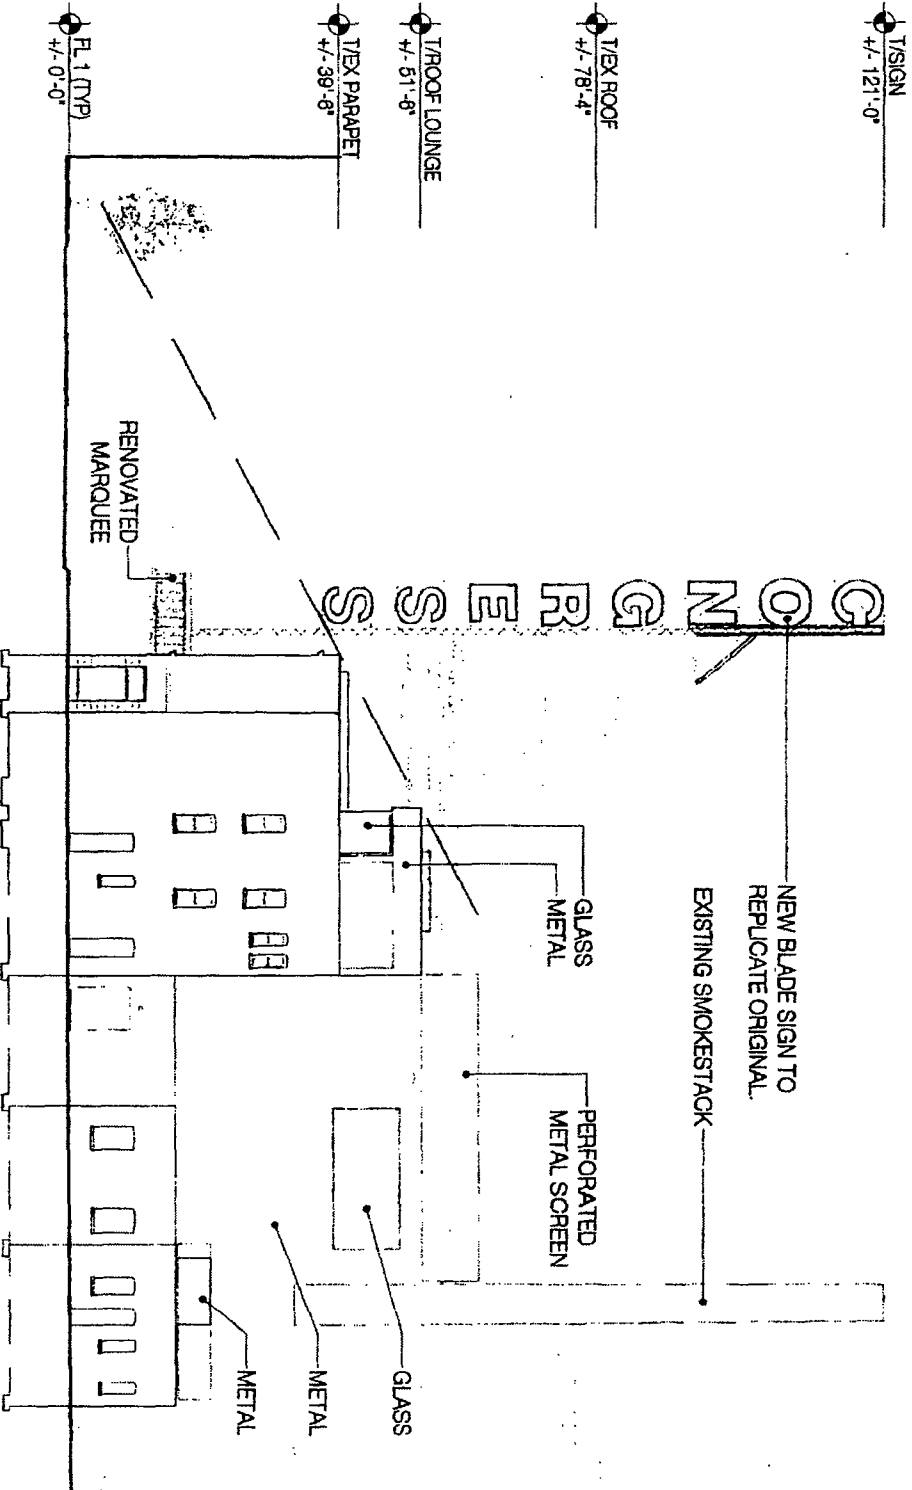 T/SIGN
+/- 121'-0"
T/EX ROOF
+/- 78'-4"
T/ROOF LOUNGE
+/- 51'-8"
T/EX PARAPET
+/- 39'-6"
FL 1 (TYP)
+/- 0'-0"
CONGRESS
NEW BLADE SIGN TO
REPLICATE ORIGINAL.
EXISTING SMOKESTACK
GLASS
METAL
PERFORATED
METAL SCREEN
RENOVATED
MARQUEE
GLASS
METAL
METAL